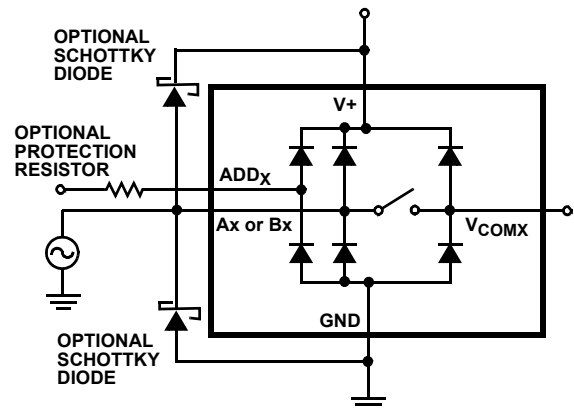 OPTIONAL
SCHOTTKY
DIODE
OPTIONAL
PROTECTION
RESISTOR
V+
ADDX
Ax or Bx
VCOMX
GND
OPTIONAL
SCHOTTKY
DIODE